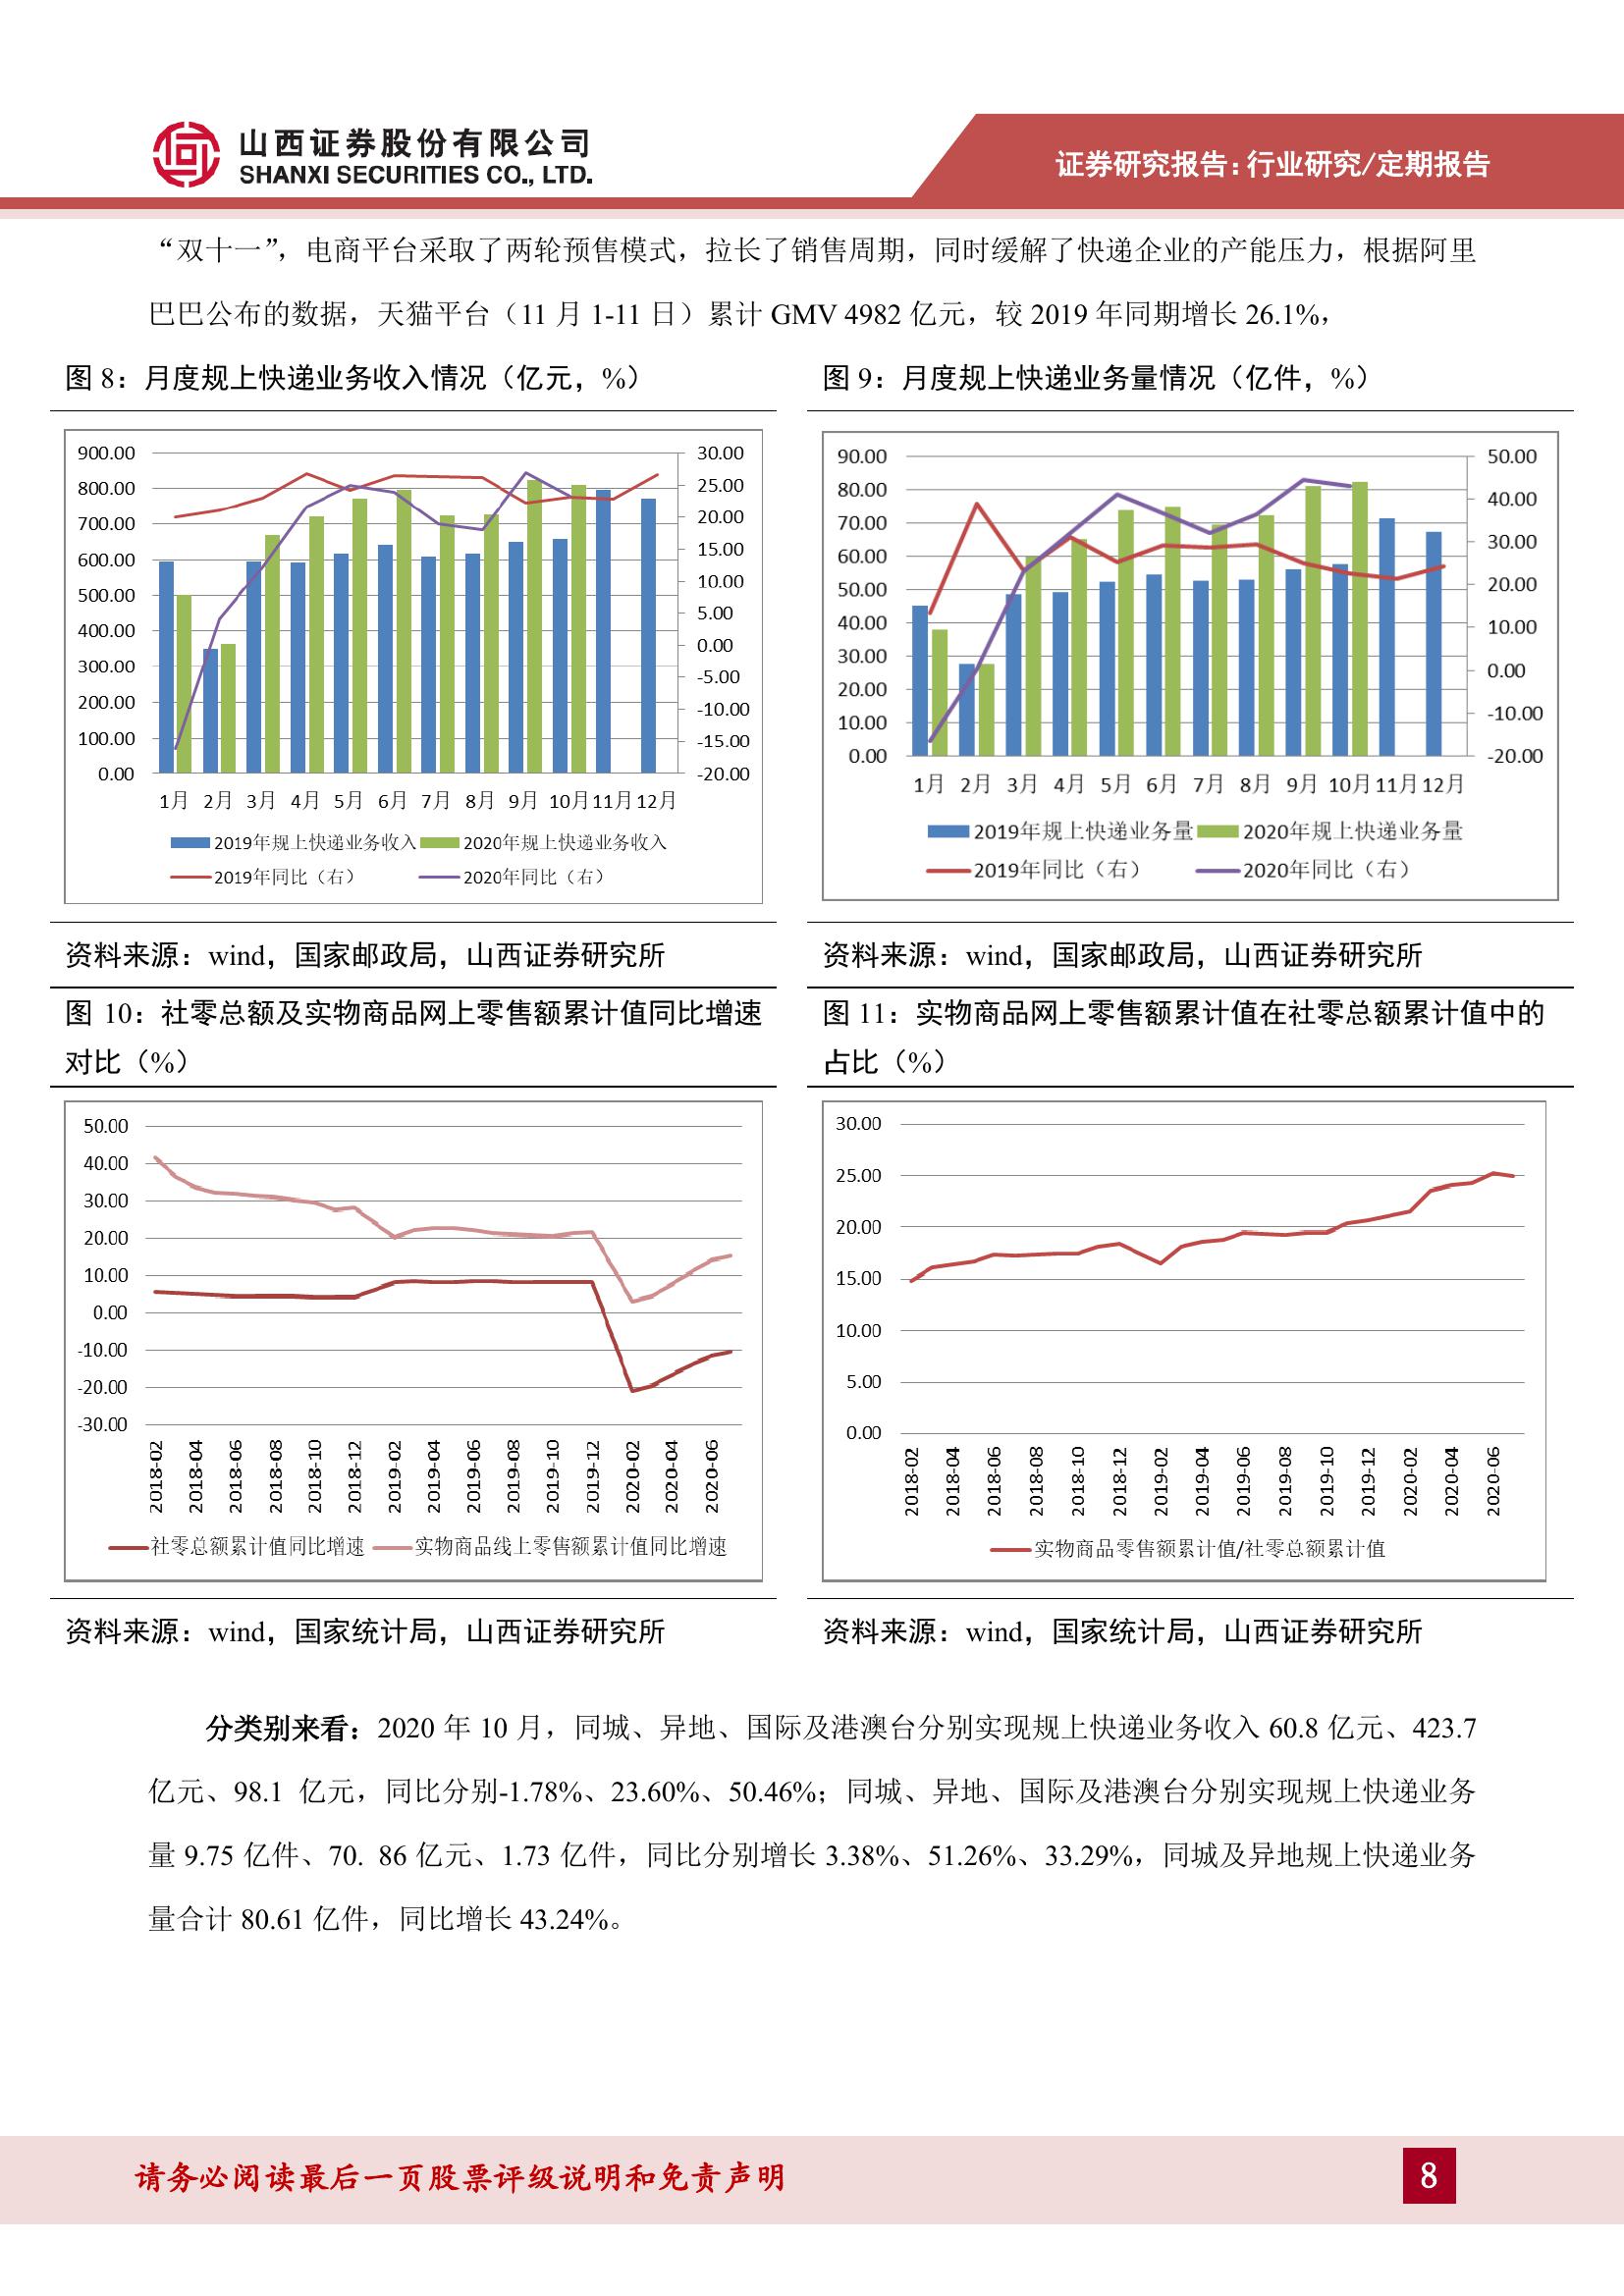 山西证券股份有限公司
SHANXI SECURITIES CO., LTD.
证券研究报告：行业研究/定期报告
“双十一”，电商平台采取了两轮预售模式，拉长了销售周期，同时缓解了快递企业的产能压力，根据阿里
巴巴公布的数据，天猫平台（11 月 1-11 日）累计 GMV 4982 亿元，较 2019 年同期增长 26.1%，
图 8：月度规上快递业务收入情况（亿元，%）
900.00
800.00
700.00
600.00
500.00
400.00
300.00
200.00
100.00
0.00
30.00
25.00
20.00
15.00
10.00
5.00
0.00
-5.00
-10.00
-15.00
-20.00
1月 2月 3月 4月 5月 6月 7月 8月 9月 10月 11月 12月
2019年规上快递业务收入 2020年规上快递业务收入
2019年同比（右） 2020年同比（右）
资料来源：wind，国家邮政局，山西证券研究所
图 9：月度规上快递业务量情况（亿件，%）
90.00
80.00
70.00
60.00
50.00
40.00
30.00
20.00
10.00
0.00
50.00
40.00
30.00
20.00
10.00
0.00
-10.00
-20.00
1月 2月 3月 4月 5月 6月 7月 8月 9月 10月 11月 12月
2019年规上快递业务量 2020年规上快递业务量
2019年同比（右） 2020年同比（右）
资料来源：wind，国家邮政局，山西证券研究所
图 10：社零总额及实物商品网上零售额累计值同比增速
对比（%）
50.00
40.00
30.00
20.00
10.00
0.00
-10.00
-20.00
-30.00
2018-02 2018-04 2018-06 2018-08 2018-10 2018-12 2019-02 2019-04 2019-06 2019-08 2019-10 2019-12 2020-02 2020-04 2020-06
社零总额累计值同比增速 实物商品线上零售额累计值同比增速
资料来源：wind，国家统计局，山西证券研究所
图 11：实物商品网上零售额累计值在社零总额累计值中的
占比（%）
30.00
25.00
20.00
15.00
10.00
5.00
0.00
2018-02 2018-04 2018-06 2018-08 2018-10 2018-12 2019-02 2019-04 2019-06 2019-08 2019-10 2019-12 2020-02 2020-04 2020-06
实物商品零售额累计值/社零总额累计值
资料来源：wind，国家统计局，山西证券研究所
分类别来看：2020 年 10 月，同城、异地、国际及港澳台分别实现规上快递业务收入 60.8 亿元、423.7
亿元、98.1 亿元，同比分别-1.78%、23.60%、50.46%；同城、异地、国际及港澳台分别实现规上快递业务
量 9.75 亿件、70. 86 亿元、1.73 亿件，同比分别增长 3.38%、51.26%、33.29%，同城及异地规上快递业务
量合计 80.61 亿件，同比增长 43.24%。
请务必阅读最后一页股票评级说明和免责声明
8